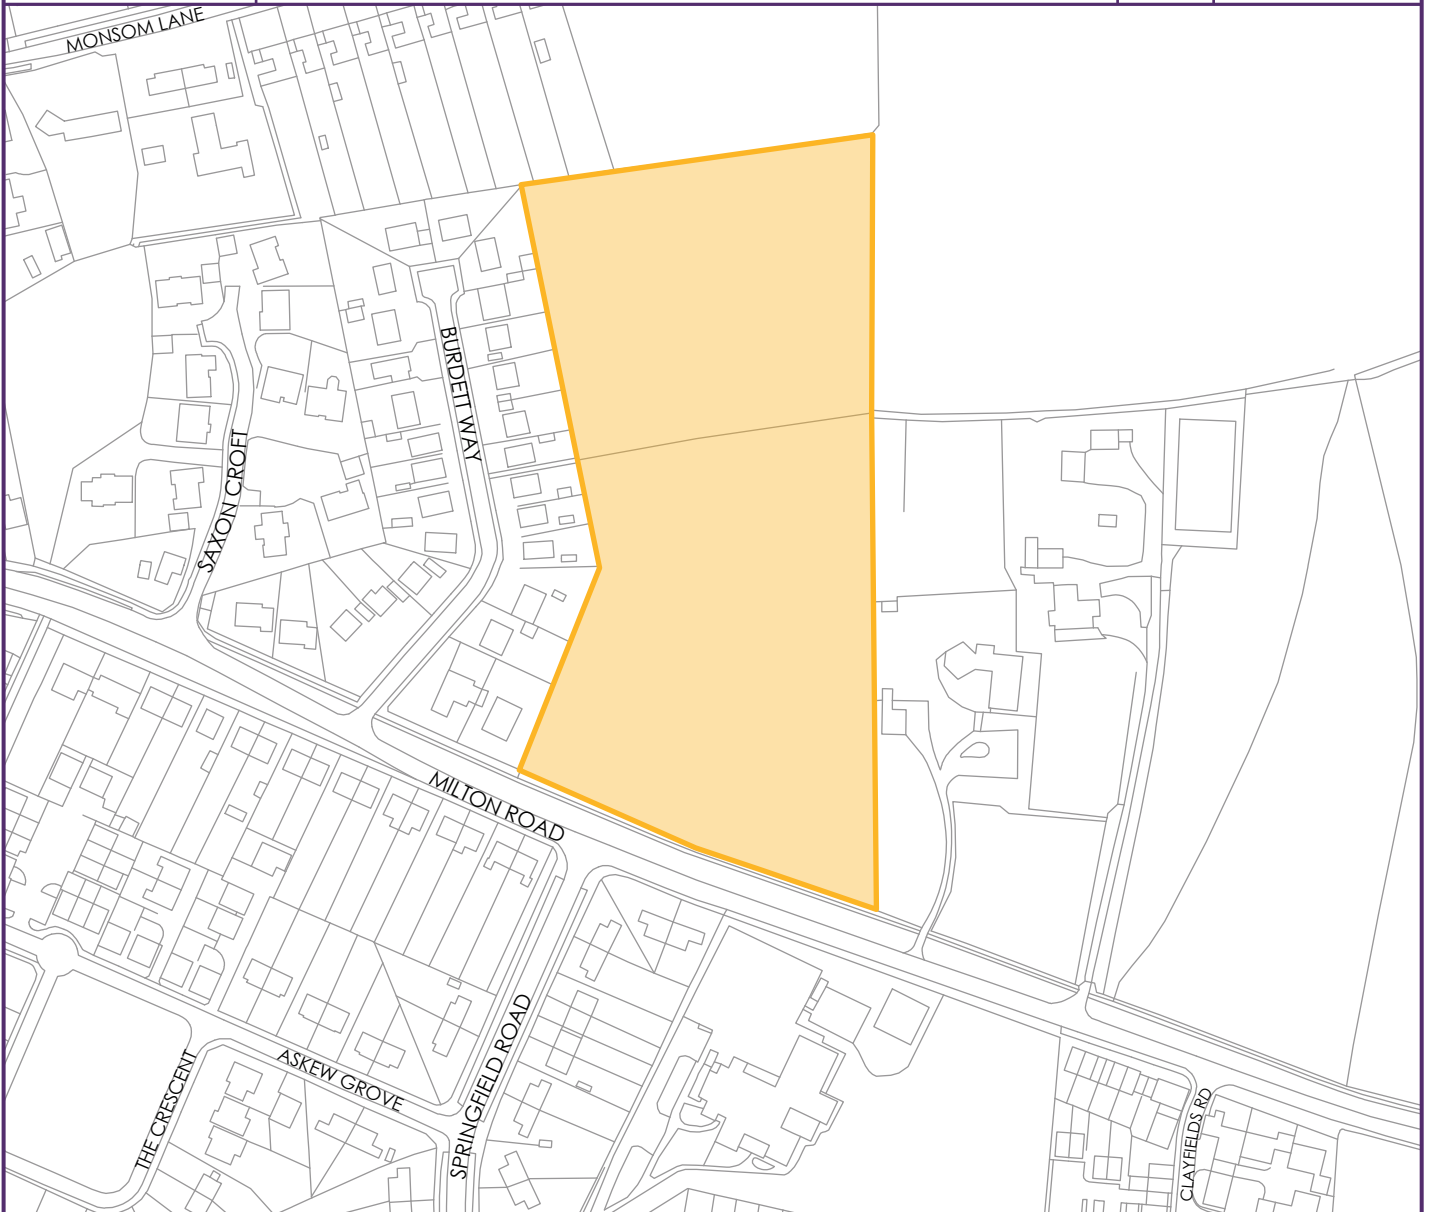 MONSOM LANE
BURDETT WAY
SAXON CROFT
MILTON ROAD
SPRINGFIELD ROAD
ASKEW GROVE
THE CRESCENT
CLAYFIELDS RD